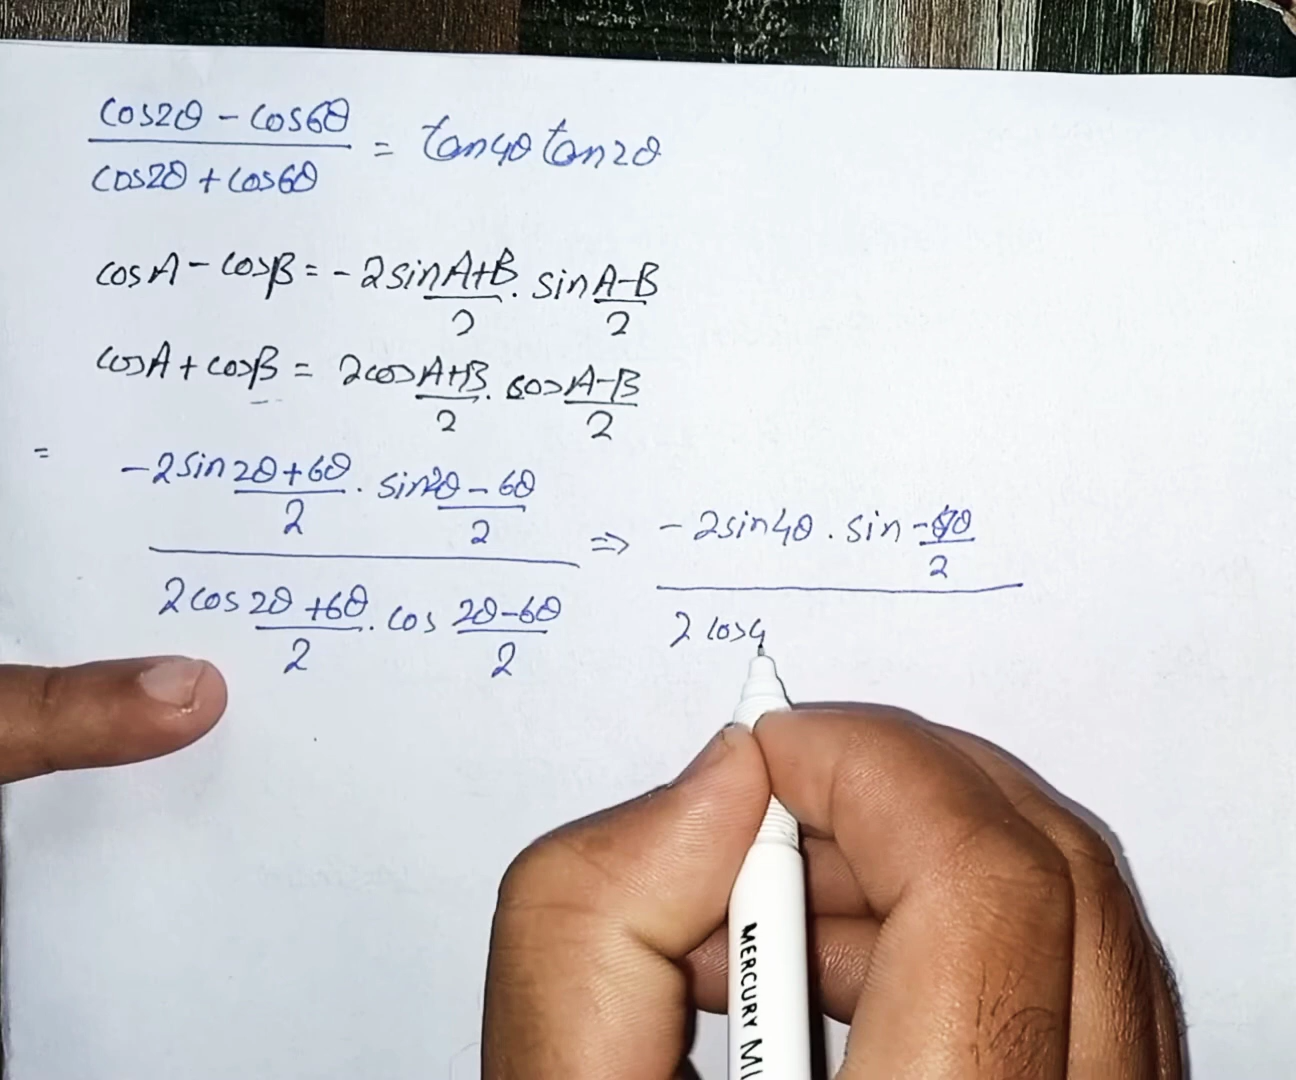 cos2θ - cos6θ / cos2θ + cos6θ = tan4θ tan2θ
cosA - cosB = - 2sin A+B/2 . sin A-B/2
cosA + cosB = 2cos A+B/2 . cos A-B/2
= -2sin 2θ+6θ/2 . sin 2θ-6θ/2 / 2cos 2θ+6θ/2 . cos 2θ-6θ/2 ⇒ - 2sin4θ . sin -4θ/2 / 2 cos4
MERCURY MI